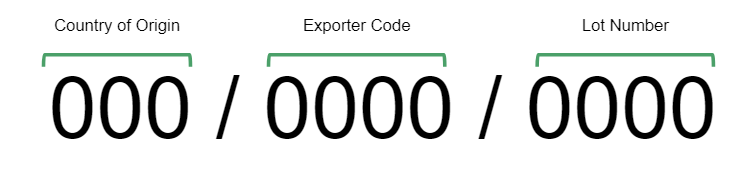 Country of Origin Exporter Code Lot Number
000 / 0000 / 0000